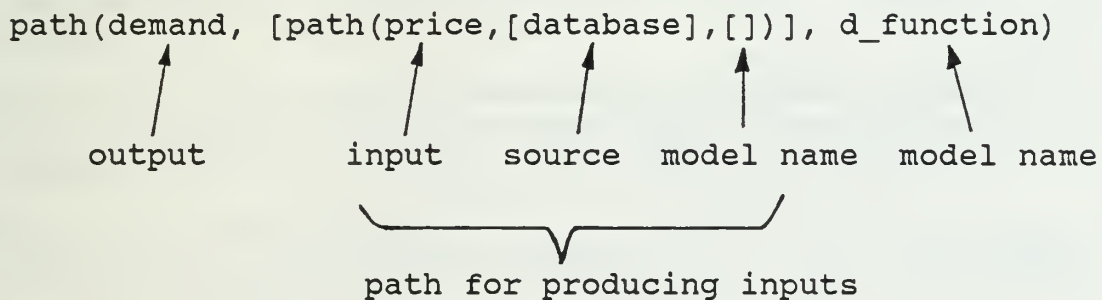 path(demand, [path(price,[database],[])], d_function)
output input source model name model name
path for producing inputs